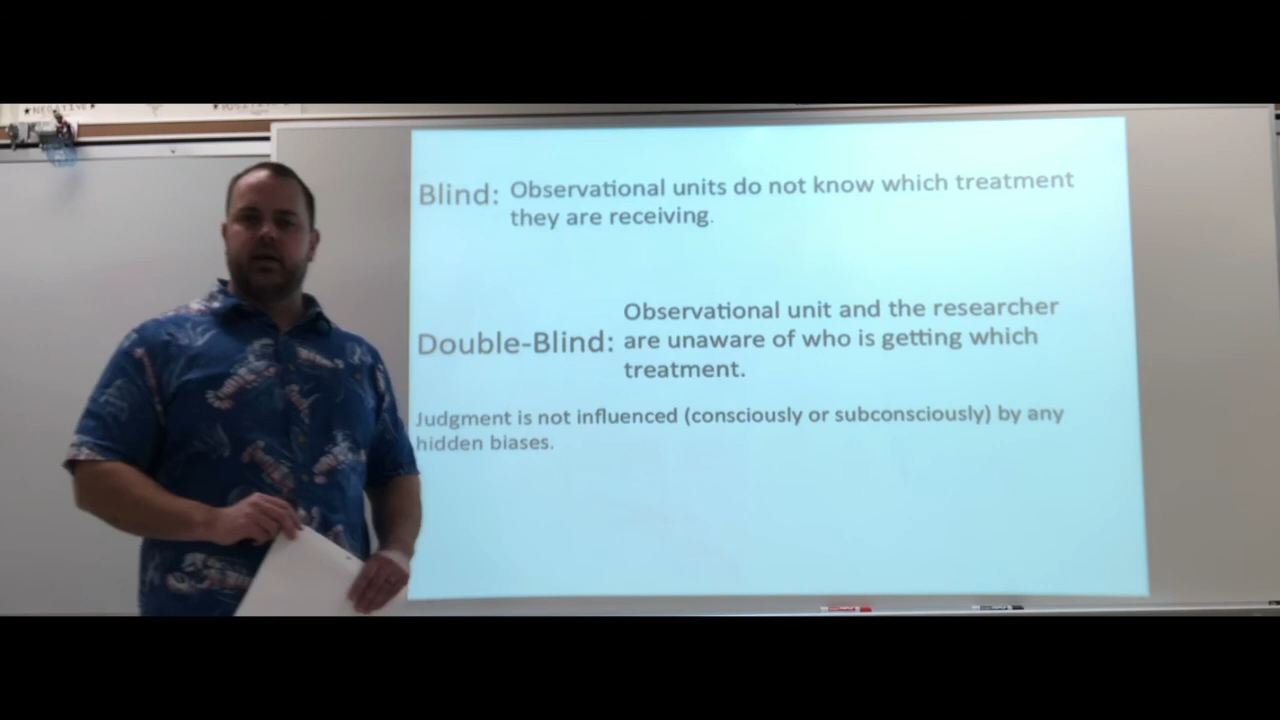 ★NEGATIVE★
Blind: Observational units do not know which treatment
they are receiving.
Observational unit and the researcher
Double-Blind: are unaware of who is getting which
treatment.
Judgment is not influenced (consciously or subconsciously) by any
hidden biases.